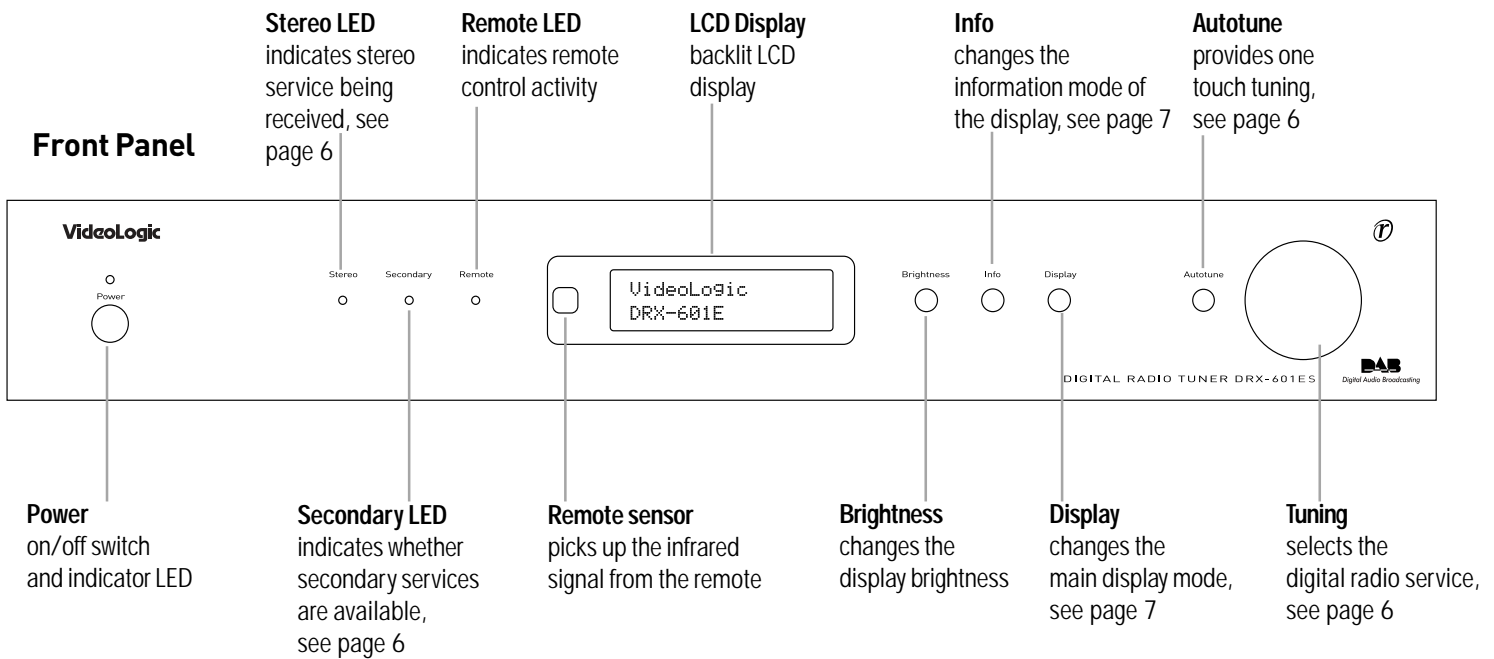 Stereo LED
indicates stereo
service being
received, see
page 6
Remote LED
indicates remote
control activity
LCD Display
backlit LCD
display
Info
changes the
information mode of
the display, see page 7
Autotune
provides one
touch tuning,
see page 6
Front Panel
VideoLogic
Power
Stereo
Secondary
Remote
VideoLogic
DRX-601E
Brightness
Info
Display
Autotune
r
DIGITAL RADIO TUNER DRX-601ES
DAB
Digital Audio Broadcasting
Power
on/off switch
and indicator LED
Secondary LED
indicates whether
secondary services
are available,
see page 6
Remote sensor
picks up the infrared
signal from the remote
Brightness
changes the
display brightness
Display
changes the
main display mode,
see page 7
Tuning
selects the
digital radio service,
see page 6